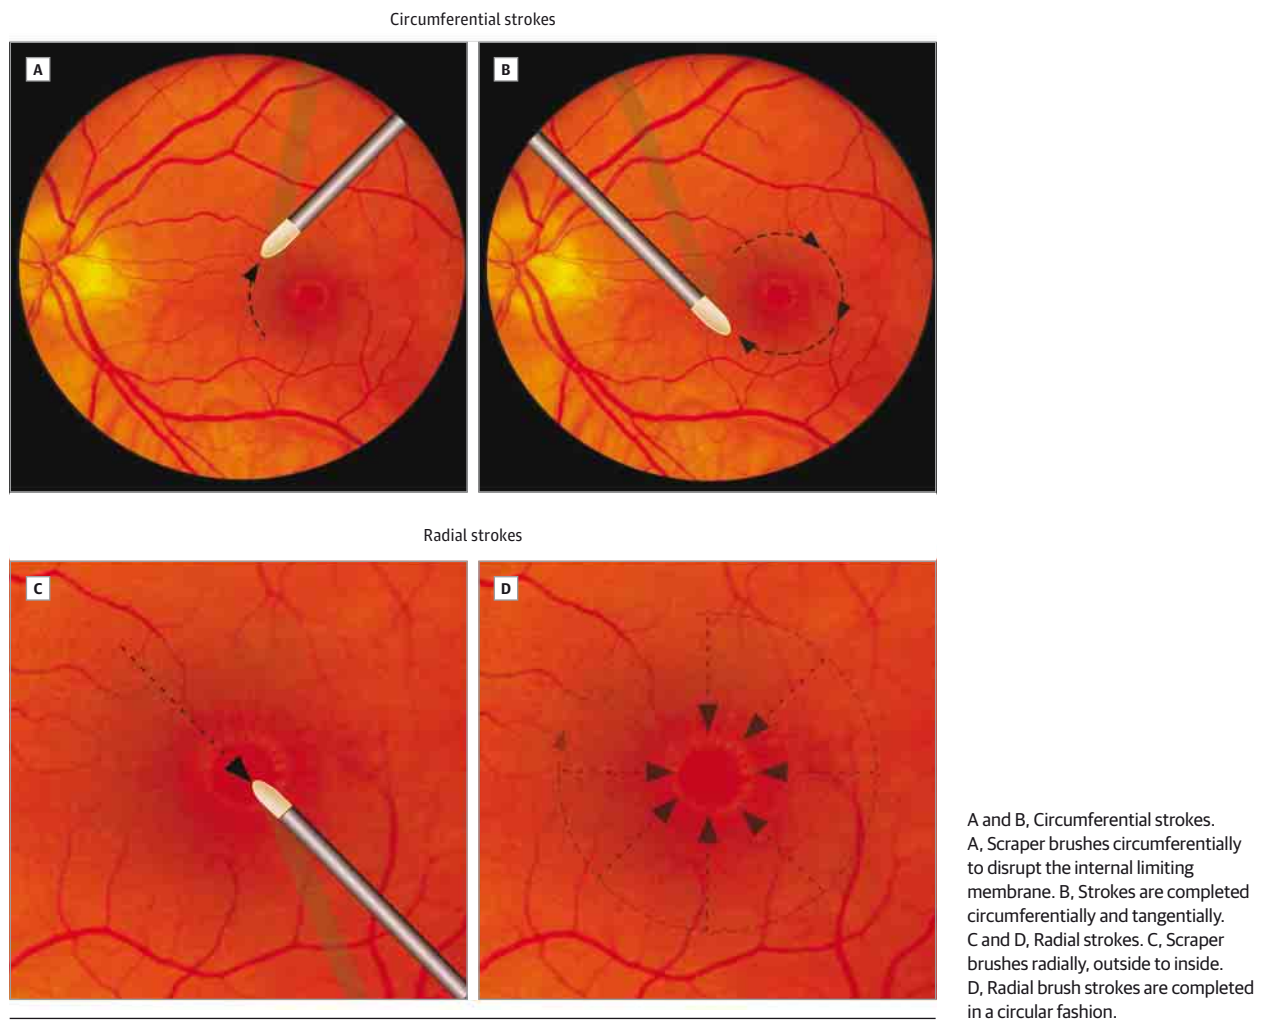 Circumferential strokes
A
B
Radial strokes
C
D
A and B, Circumferential strokes.
A, Scraper brushes circumferentially
to disrupt the internal limiting
membrane. B, Strokes are completed
circumferentially and tangentially.
C and D, Radial strokes. C, Scraper
brushes radially, outside to inside.
D, Radial brush strokes are completed
in a circular fashion.